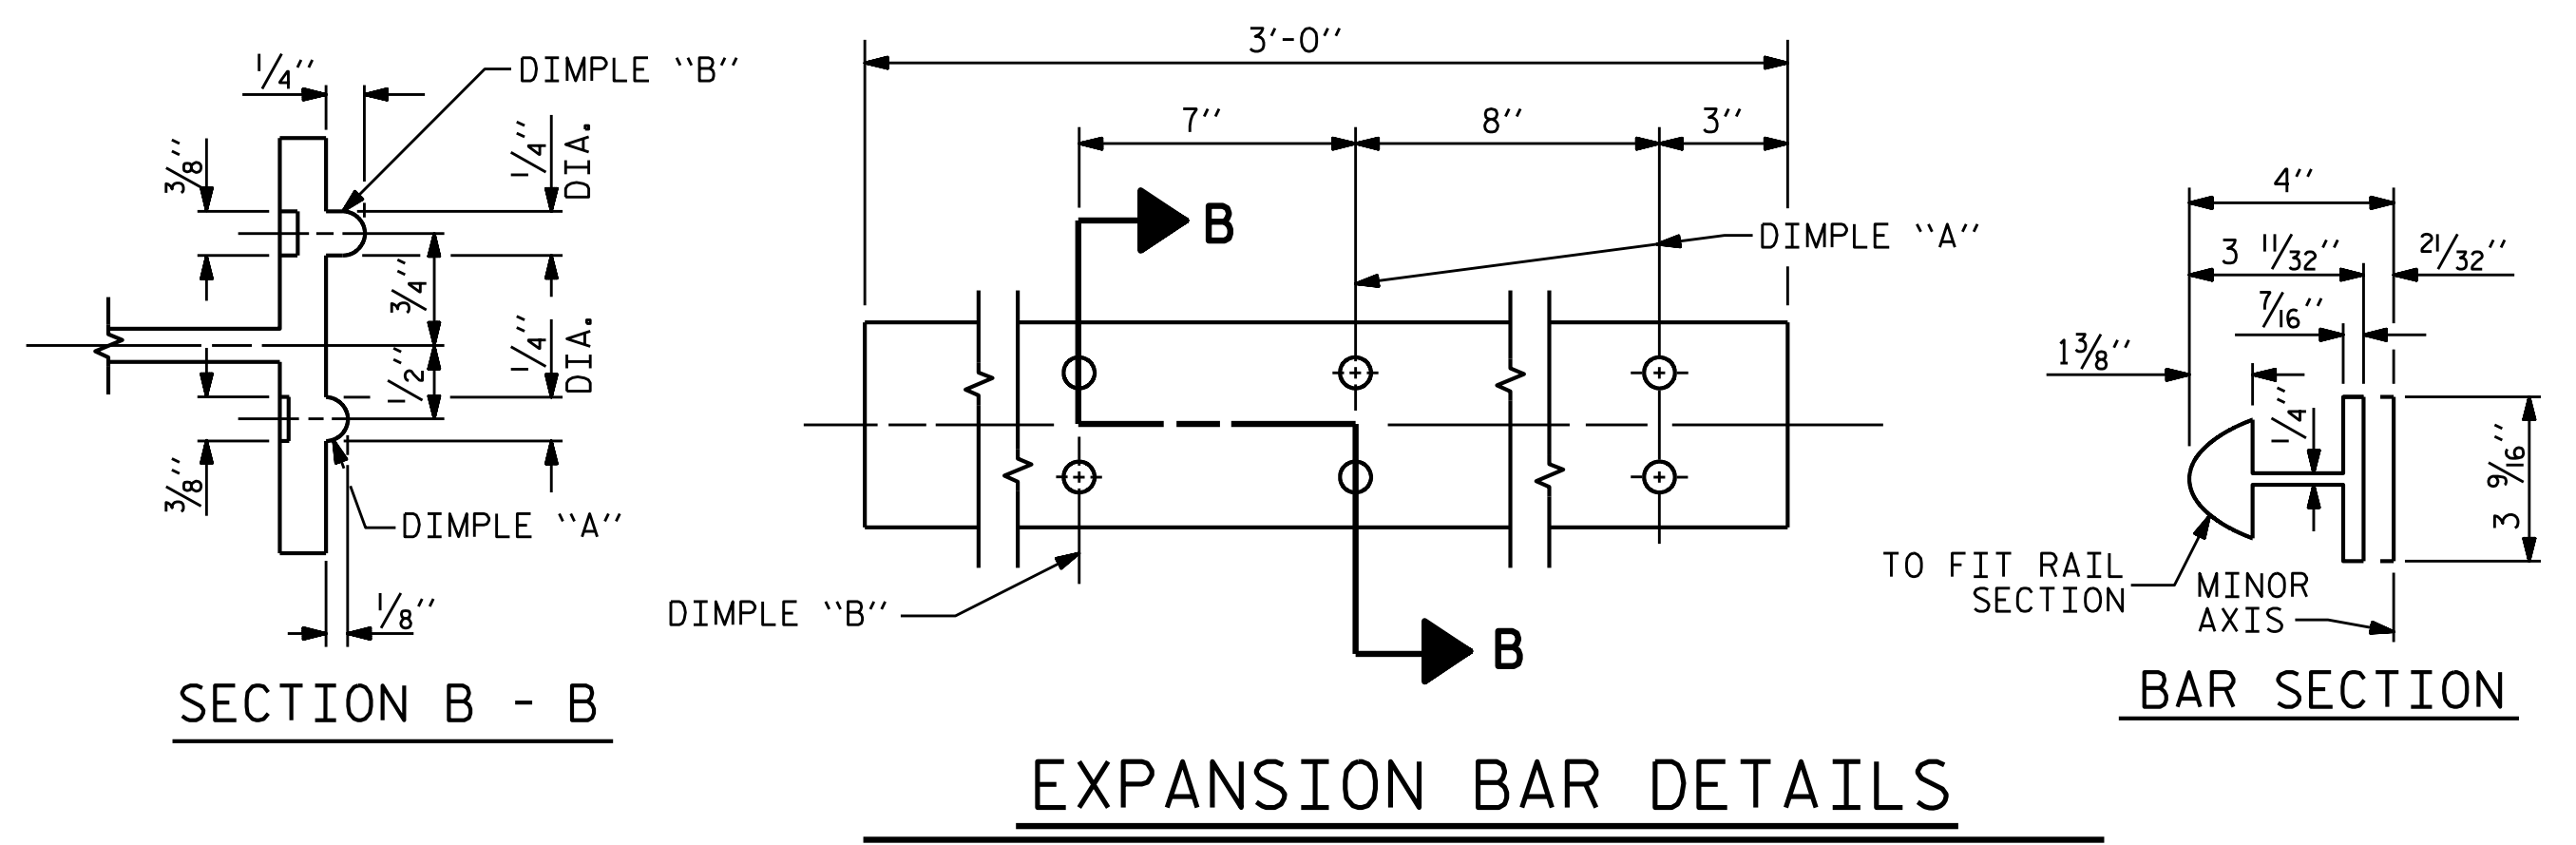 1/4"
DIMPLE "B"
3/8"
1/4" DIA.
3/4"
1/2"
1/4" DIA.
3/8"
DIMPLE "A"
1/8"
SECTION B - B
3'-0"
7"
8"
3"
B
DIMPLE "A"
DIMPLE "B"
B
EXPANSION BAR DETAILS
4"
3 11/32"
21/32"
7/16"
1 3/8"
1/4"
3 9/16"
TO FIT RAIL
SECTION
MINOR
AXIS
BAR SECTION